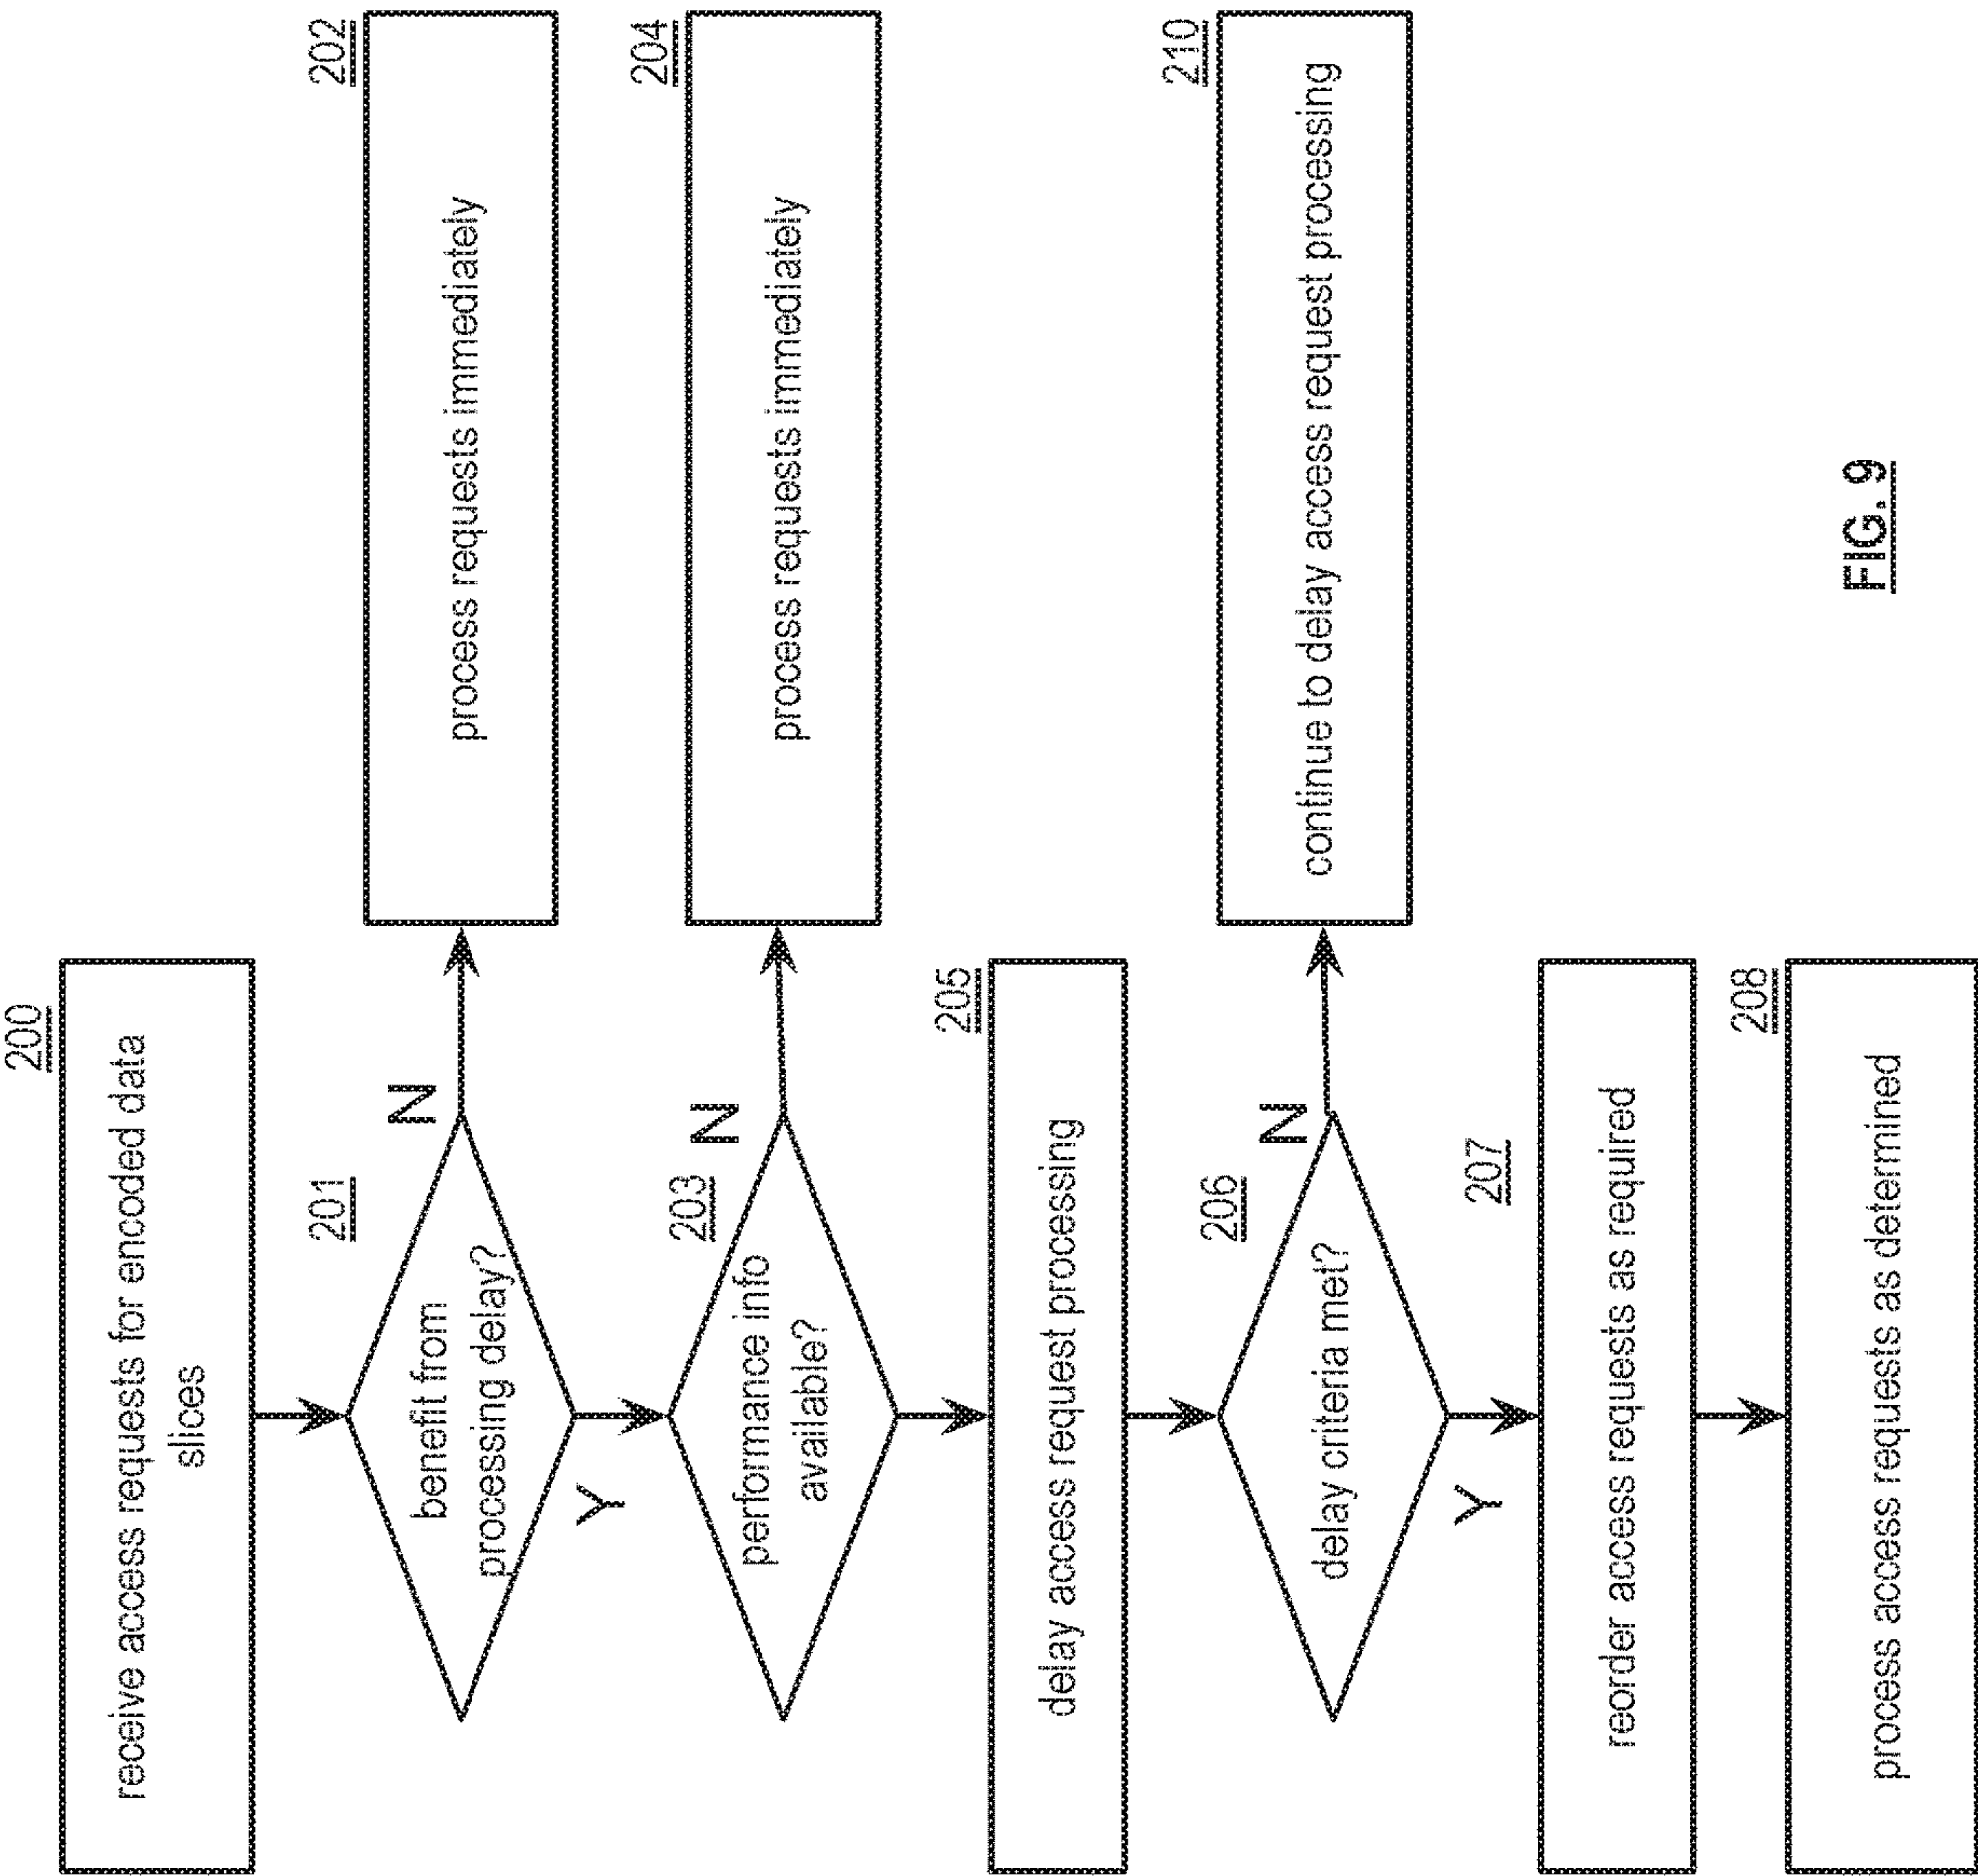 200
receive access requests for encoded data
slices
201
benefit from
processing delay?
N
202
process requests immediately
Y
203
performance info
available?
N
204
process requests immediately
205
delay access request processing
206
delay criteria met?
N
210
continue to delay access request processing
Y
207
reorder access requests as required
208
process access requests as determined
FIG. 9